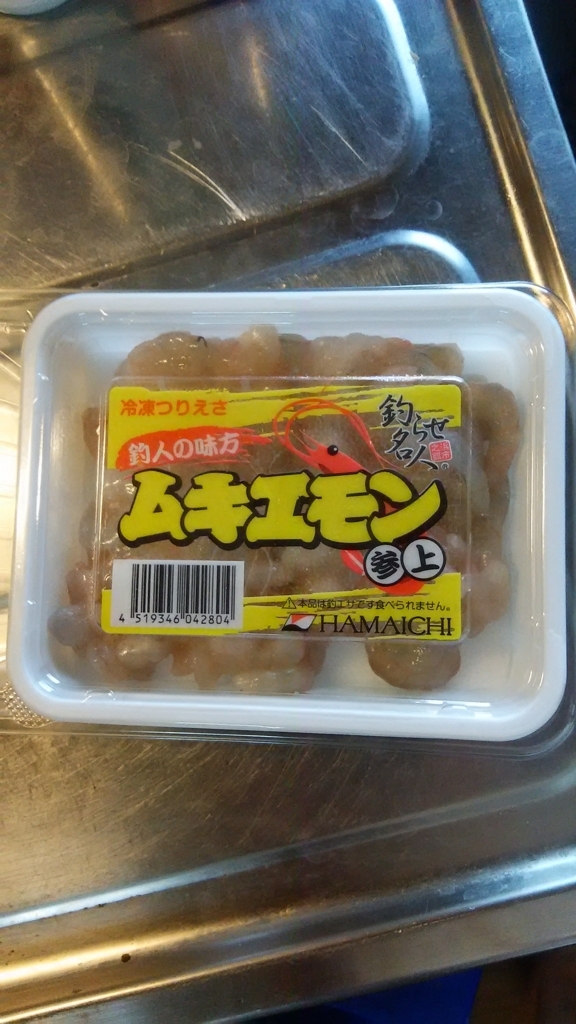 冷凍つりえさ
釣人の味方
釣らせ名人。
ムキエモン
参上
4 519346 042804
⚠本品は釣エサです食べられません。
HAMAICHI